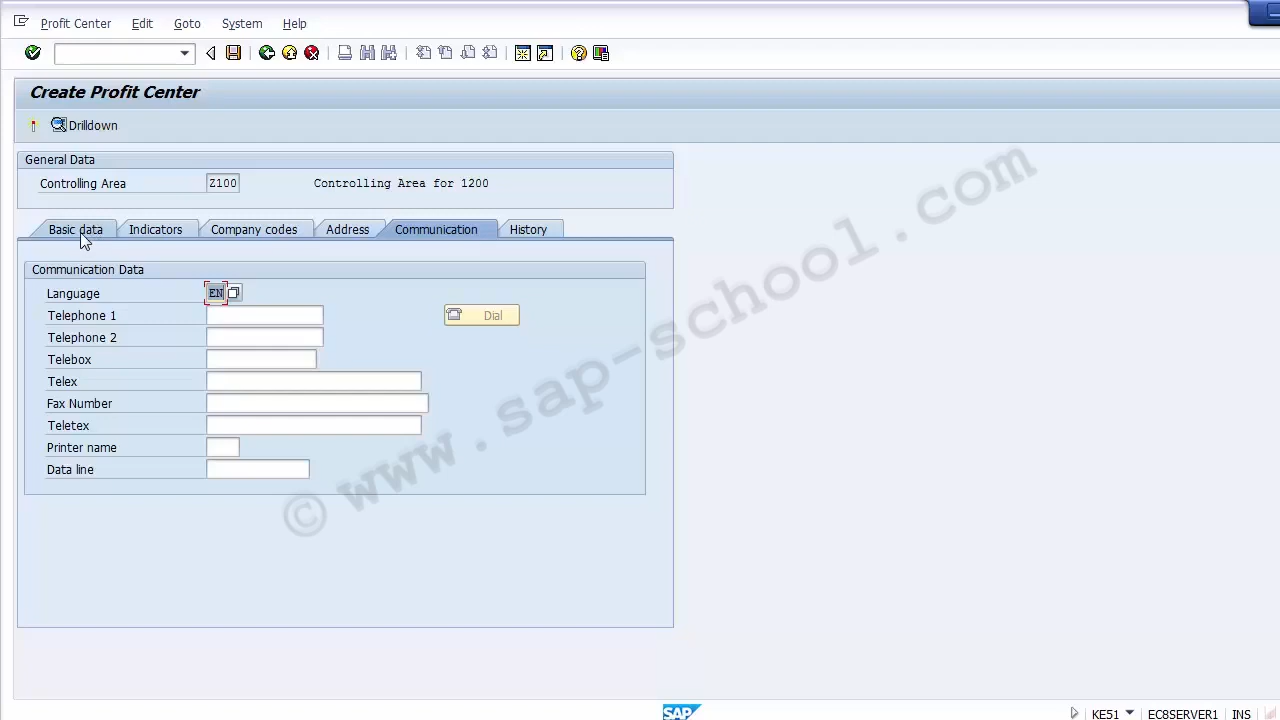 Profit Center Edit Goto System Help
Create Profit Center
Drilldown
General Data
Controlling Area Z100 Controlling Area for 1200
Basic data Indicators Company codes Address Communication History
Communication Data
Language EN
Telephone 1 Dial
Telephone 2
Telebox
Telex
Fax Number
Teletex
Printer name
Data line
© www.sap-school.com
SAP KE51 EC8SERVER1 INS